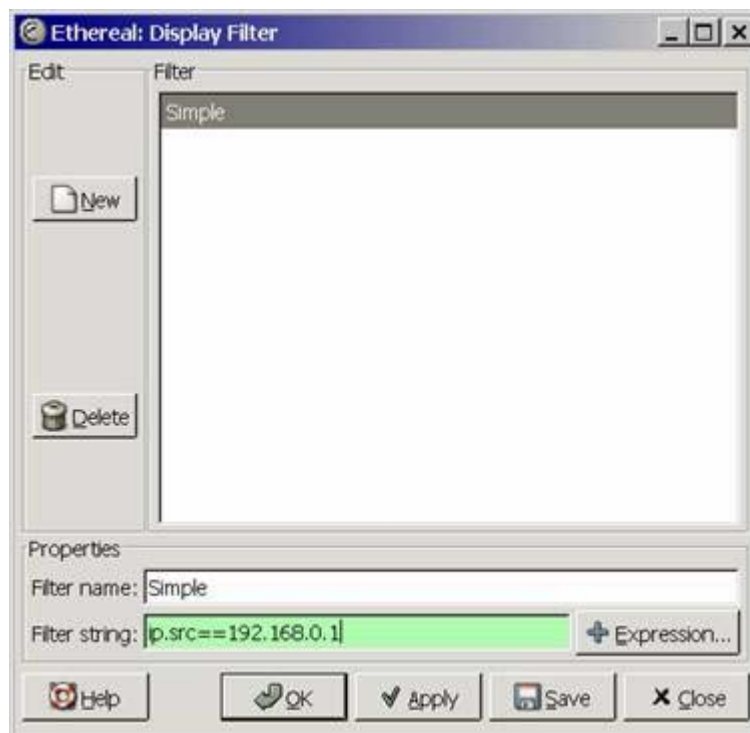 Ethereal: Display Filter
Edit
Filter
Simple
New
Delete
Properties
Filter name: Simple
Filter string: ip.src==192.168.0.1 Expression...
Help OK Apply Save Close